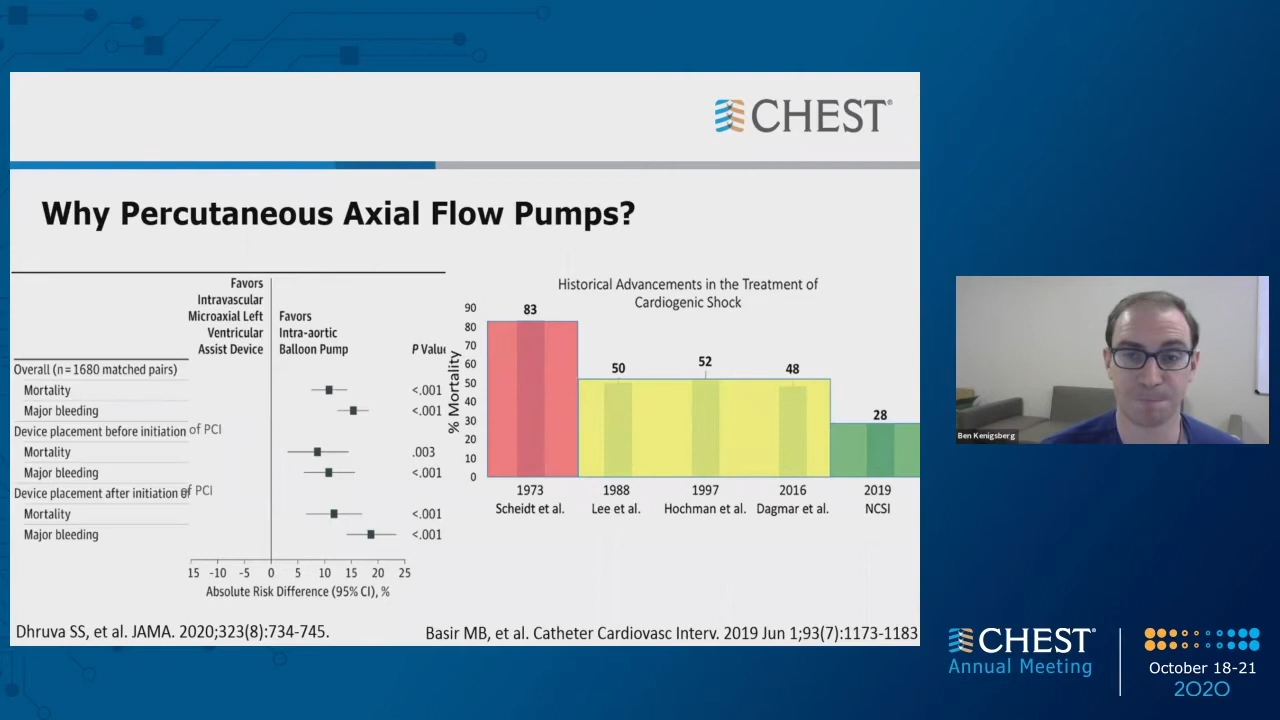 CHEST®
Why Percutaneous Axial Flow Pumps?
Favors
Intravascular
Microaxial Left
Ventricular
Assist Device
Favors
Intra-aortic
Balloon Pump
P Valu
Overall (n=1680 matched pairs)
Mortality <.001
Major bleeding <.001
Device placement before initiation of PCI
Mortality .003
Major bleeding <.001
Device placement after initiation of PCI
Mortality <.001
Major bleeding <.001
15 -10 -5 0 5 10 15 20 25
Absolute Risk Difference (95% CI), %
Dhruva SS, et al. JAMA. 2020;323(8):734-745.
Historical Advancements in the Treatment of
Cardiogenic Shock
% Mortality
90
80
70
60
50
40
30
20
10
0
83
50
52
48
28
1973 1988 1997 2016 2019
Scheidt et al. Lee et al. Hochman et al. Dagmar et al. NCSI
Basir MB, et al. Catheter Cardiovasc Interv. 2019 Jun 1;93(7):1173-1183
Ben Kenigsberg
CHEST®
Annual Meeting
October 18-21
2020